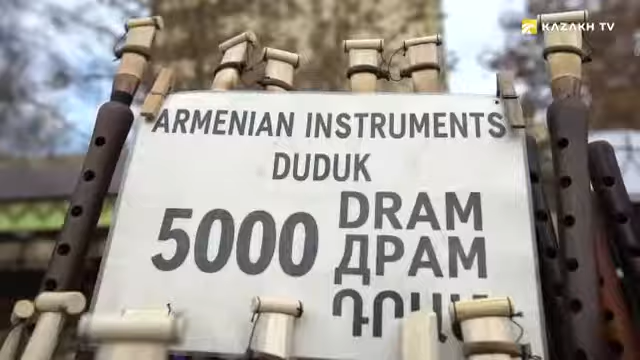 KAZAKH TV
ARMENIAN INSTRUMENTS
DUDUK
5000 DRAM
ДРАМ